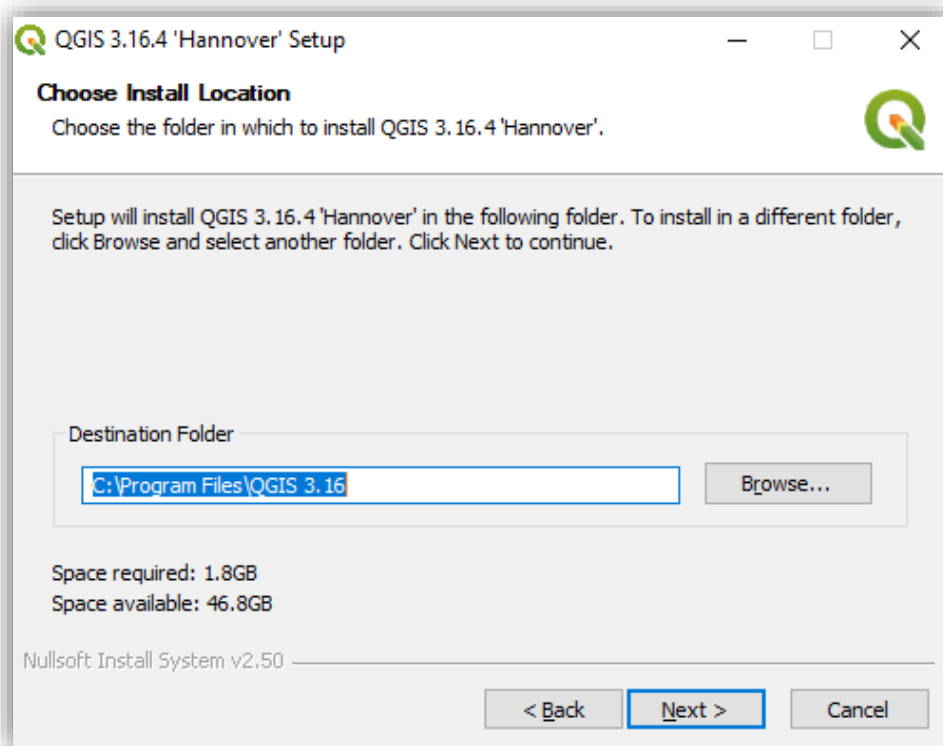 QGIS 3.16.4 'Hannover' Setup
Choose Install Location
Choose the folder in which to install QGIS 3.16.4 'Hannover'.
Setup will install QGIS 3.16.4 'Hannover' in the following folder. To install in a different folder,
click Browse and select another folder. Click Next to continue.
Destination Folder
C:\Program Files\QGIS 3.16
Browse...
Space required: 1.8GB
Space available: 46.8GB
Nullsoft Install System v2.50
< Back
Next >
Cancel